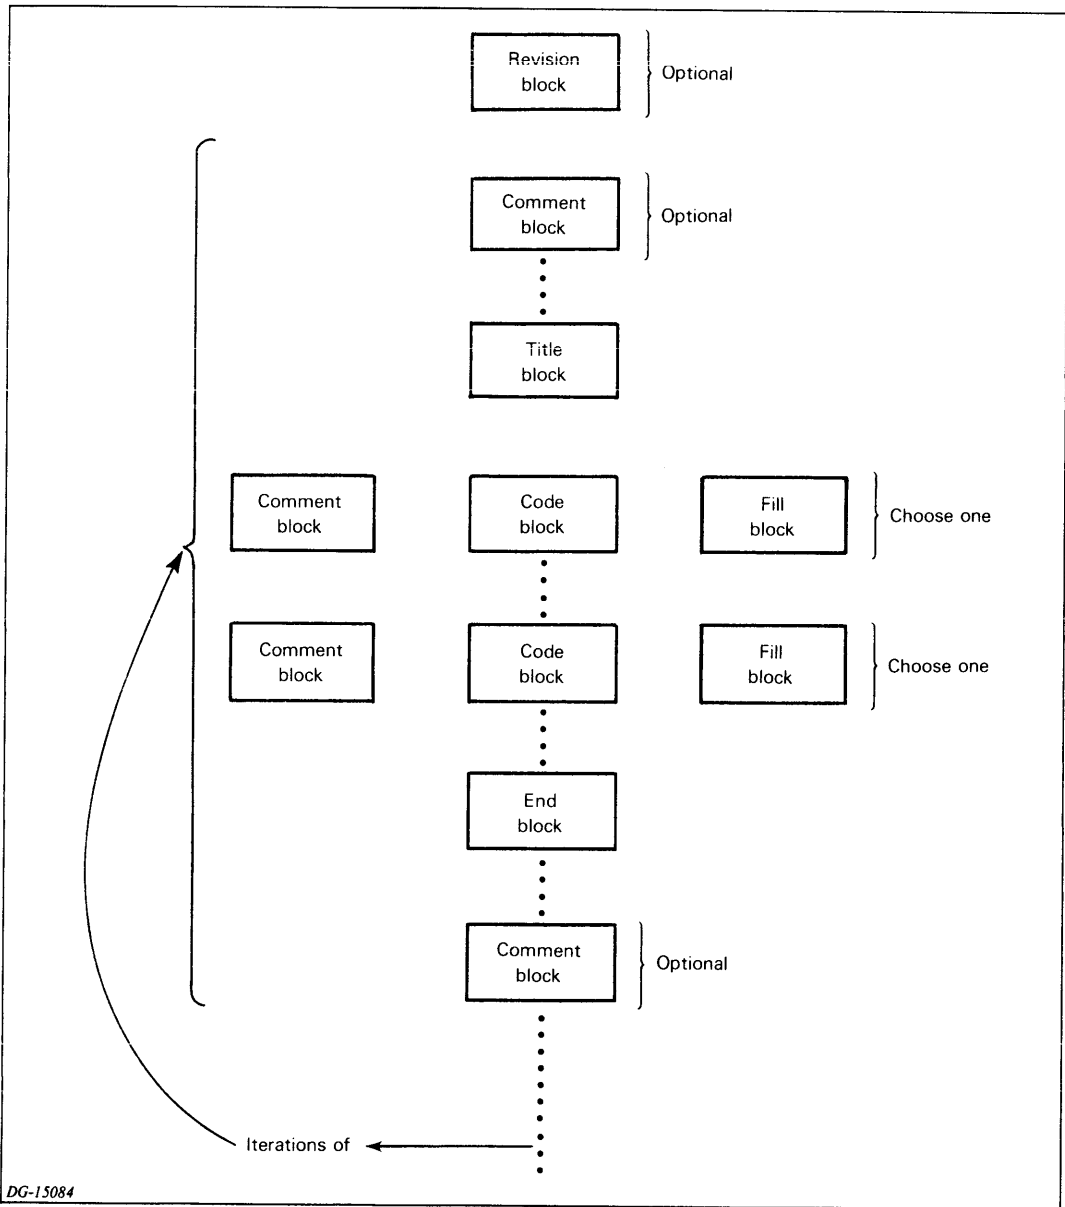 Revision
block
Optional
Comment
block
Optional
Title
block
Comment
block
Code
block
Fill
block
Choose one
Comment
block
Code
block
Fill
block
Choose one
End
block
Comment
block
Optional
Iterations of
DG-15084